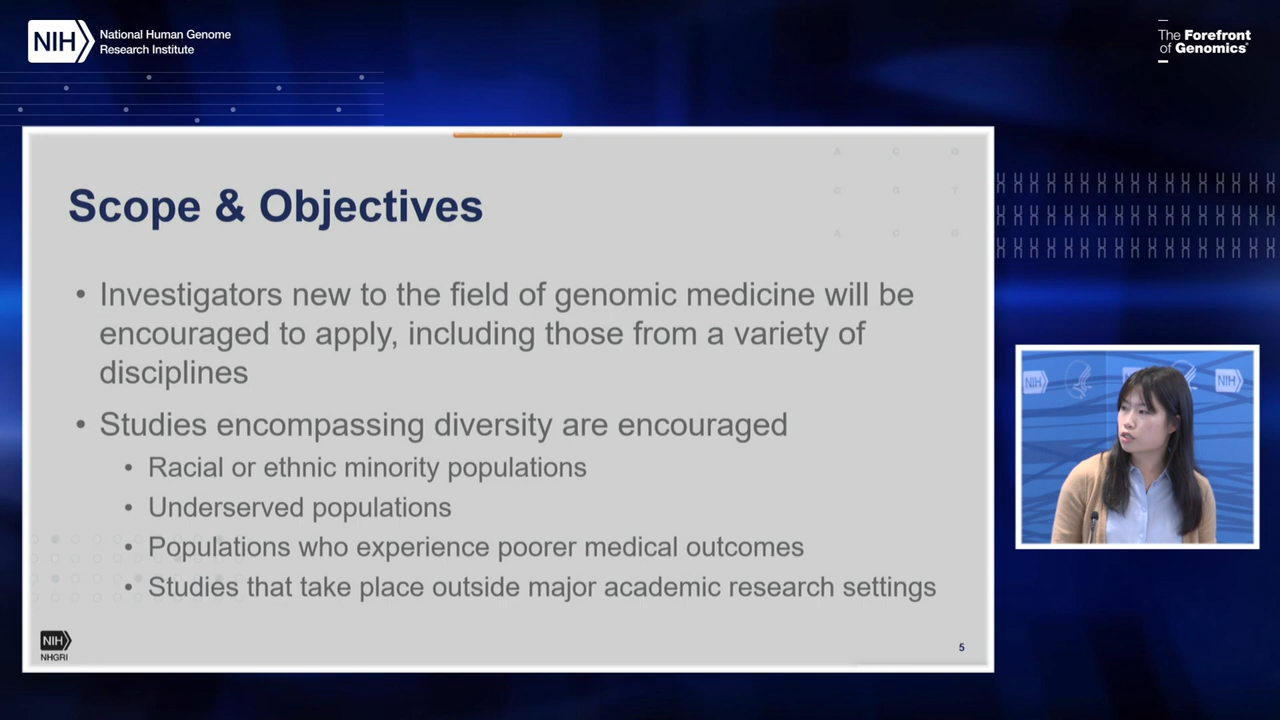 NIH
National Human Genome
Research Institute
The Forefront
of Genomics®
A C G
C G T
A C G
Scope & Objectives
• Investigators new to the field of genomic medicine will be
encouraged to apply, including those from a variety of
disciplines
• Studies encompassing diversity are encouraged
• Racial or ethnic minority populations
• Underserved populations
• Populations who experience poorer medical outcomes
• Studies that take place outside major academic research settings
NIH
NHGRI
5
NIH
NIH